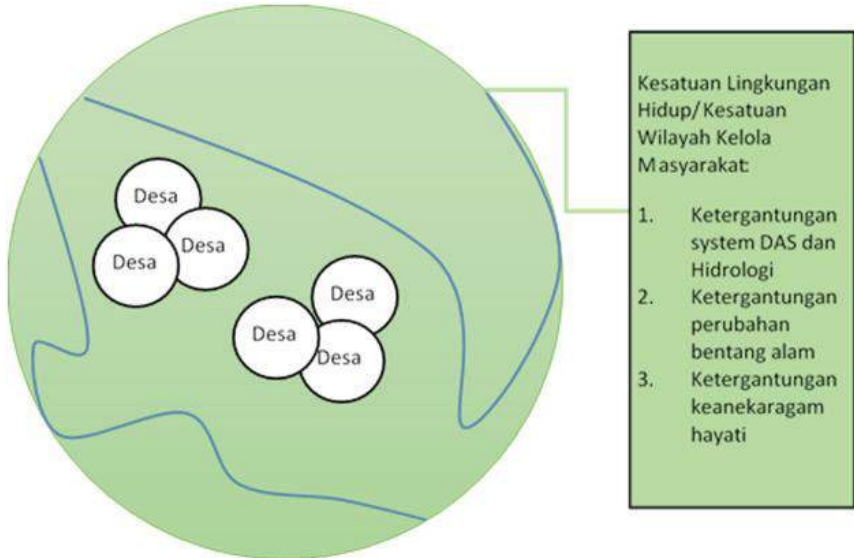 Desa
Desa
Desa
Desa
Desa
Desa
Kesatuan Lingkungan
Hidup/Kesatuan
Wilayah Kelola
Masyarakat:
1. Ketergantungan
system DAS dan
Hidrologi
2. Ketergantungan
perubahan
bentang alam
3. Ketergantungan
keanekaragam
hayati